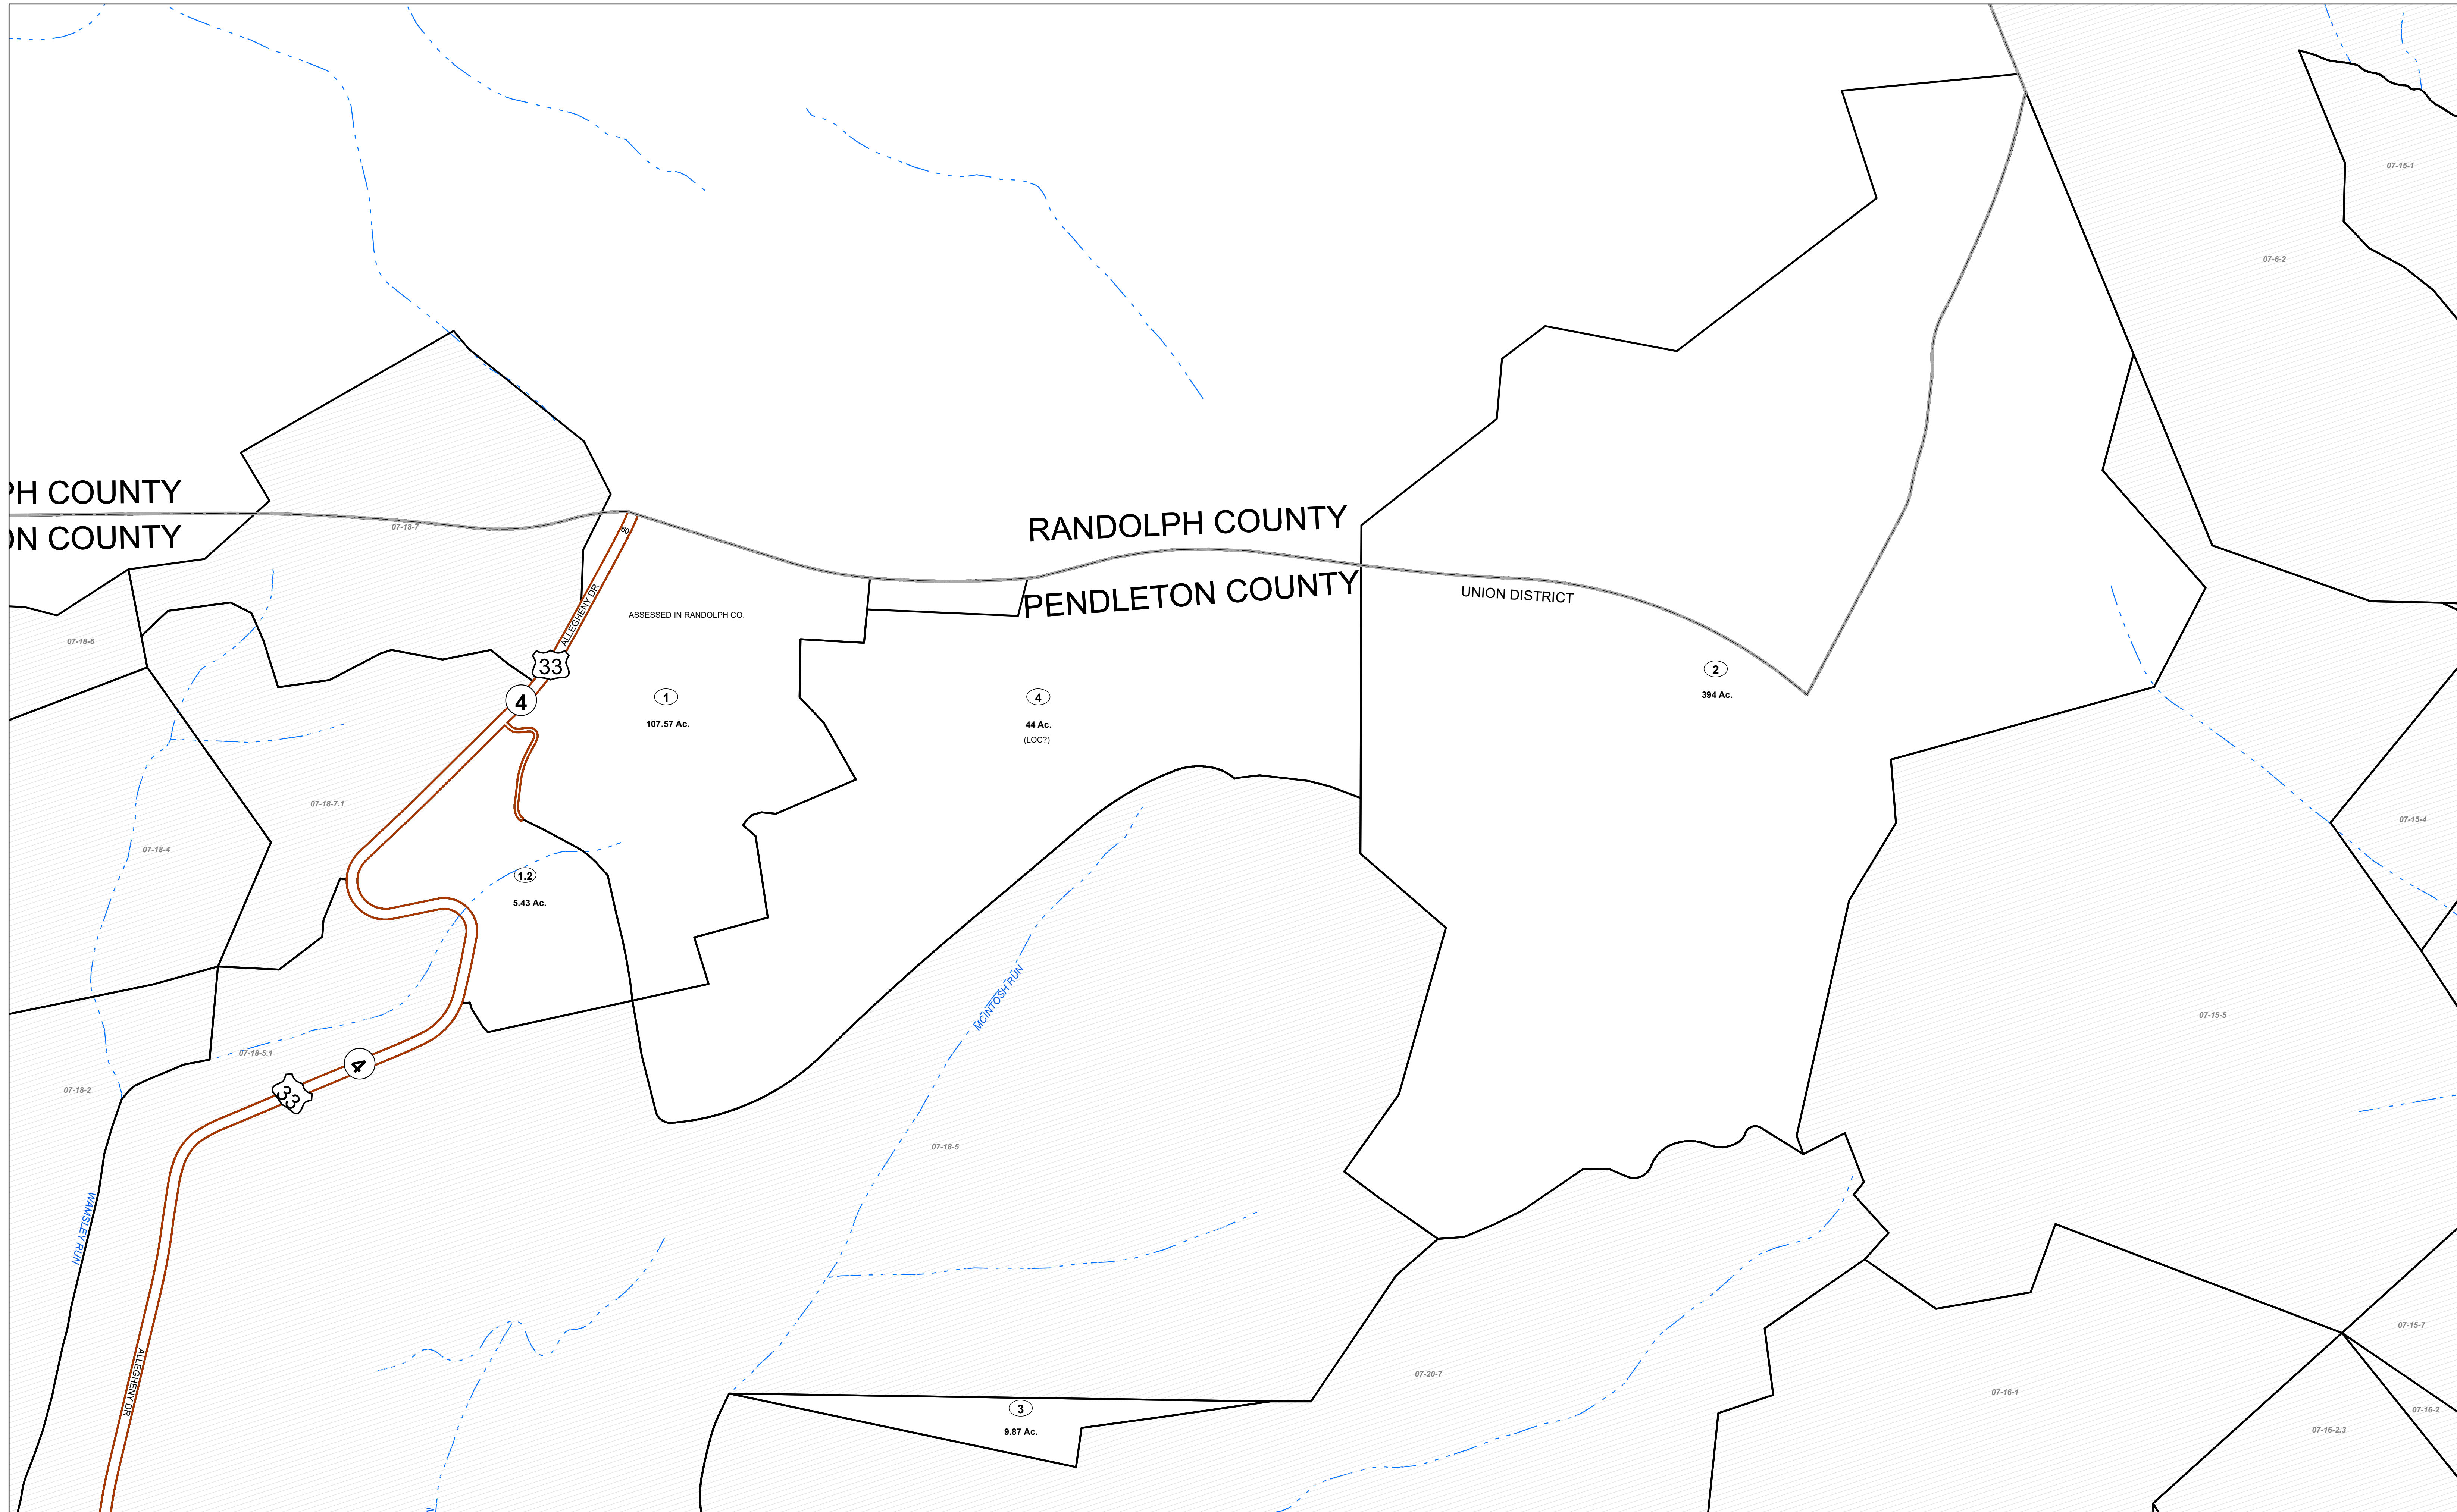 07-18-7
07-15-1
07-6-2
PH COUNTY
ON COUNTY
07-18-7
RANDOLPH COUNTY
PENDLETON COUNTY
UNION DISTRICT
60
ALLEGHENY DR
ASSESSED IN RANDOLPH CO.
07-18-6
33
4
1
107.57 Ac.
4
44 Ac.
(LOC?)
2
394 Ac.
07-18-7.1
07-18-4
07-15-4
1.2
5.43 Ac.
MCINTOSH RUN
07-15-5
07-18-5.1
4
33
07-18-2
07-18-5
WAMSLEY RUN
ALLEGHENY DR
07-15-7
07-20-7
07-16-1
3
9.87 Ac.
07-16-2
07-16-2.3